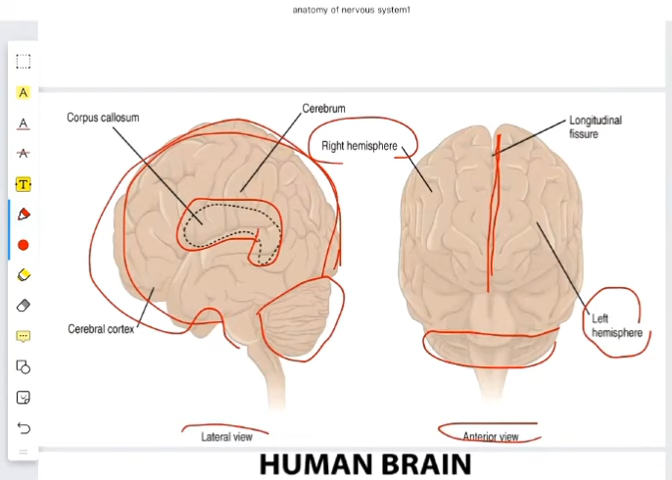 anatomy of nervous system1
Corpus callosum
Cerebrum
Right hemisphere
Longitudinal
fissure
Cerebral cortex
Left
hemisphere
Lateral view
Anterior view
HUMAN BRAIN
A
A
A
T